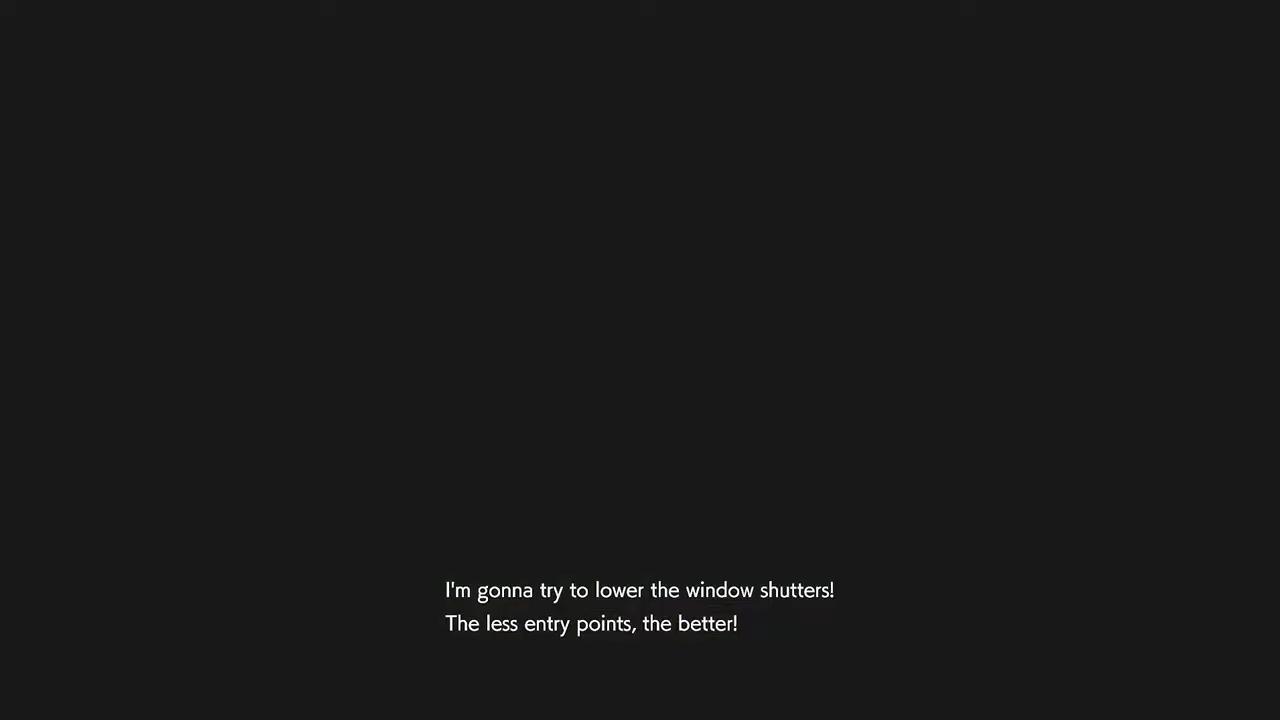 I'm gonna try to lower the window shutters!
The less entry points, the better!